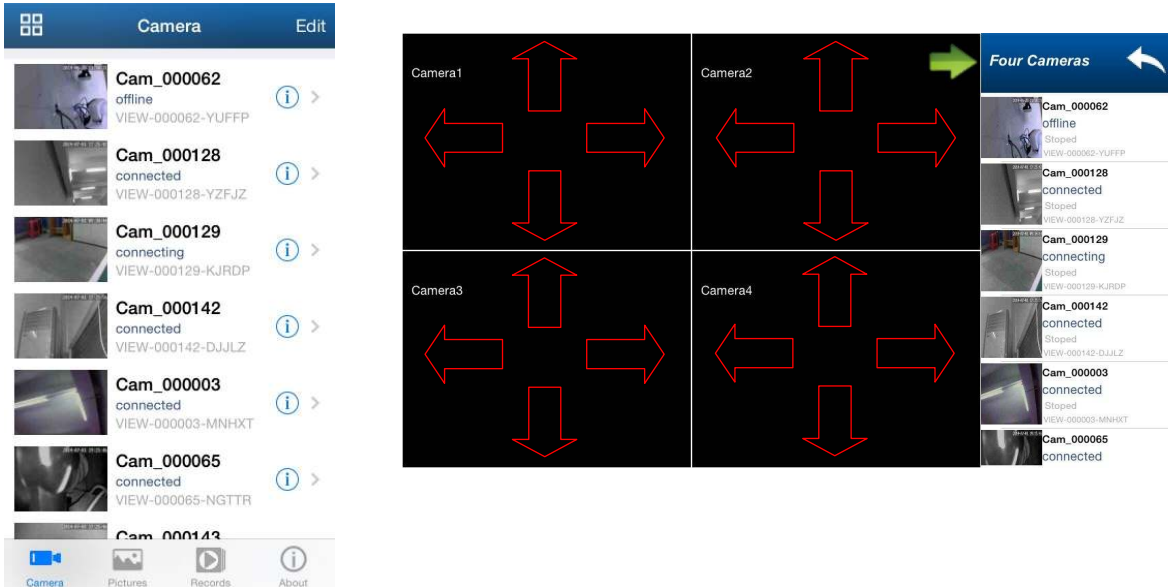 Camera
Edit
Cam_000062
offline
VIEW-000062-YUFFP
Cam_000128
connected
VIEW-000128-YZFJZ
Cam_000129
connecting
VIEW-000129-KJRDP
Cam_000142
connected
VIEW-000142-DJJLZ
Cam_000003
connected
VIEW-000003-MNHXT
Cam_000065
connected
VIEW-000065-NGTTR
Cam_000143
Camera
Pictures
Records
About
Camera1
Camera2
Camera3
Camera4
Four Cameras
Cam_000062
offline
Stoped
VIEW-000062-YUFFP
Cam_000128
connected
Stoped
VIEW-000128-YZFJZ
Cam_000129
connecting
Stoped
VIEW-000129-KJRDP
Cam_000142
connected
Stoped
VIEW-000142-DJJLZ
Cam_000003
connected
Stoped
VIEW-000003-MNHXT
Cam_000065
connected